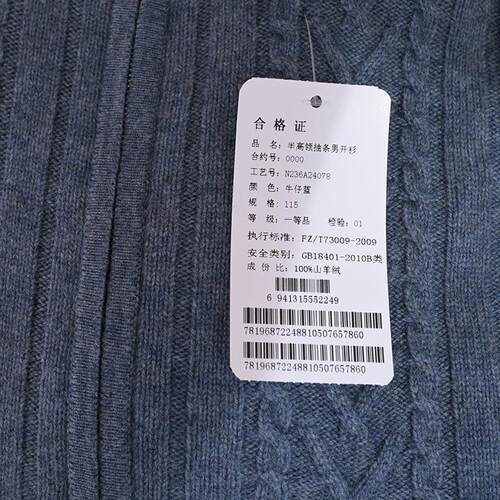 合格证
品 名: 半高领抽条男开衫
合约号: 0000
工艺号: N236A24078
颜 色: 牛仔蓝
规 格: 115
等 级: 一等品 检验: 01
执行标准: FZ/T73009-2009
安全类别: GB18401-2010B类
成 份 比: 100%山羊绒
6 941315552249
78196872248810507657860
78196872248810507657860